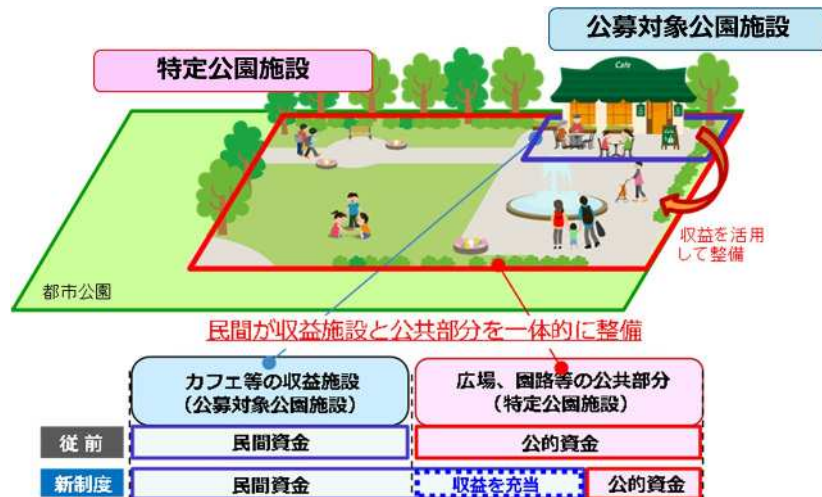 公募対象公園施設
特定公園施設
Cafe
収益を活用
して整備
都市公園
民間が収益施設と公共部分を一体的に整備
カフェ等の収益施設
(公募対象公園施設)
広場、園路等の公共部分
(特定公園施設)
従前
民間資金
公的資金
新制度
民間資金
収益を充当
公的資金